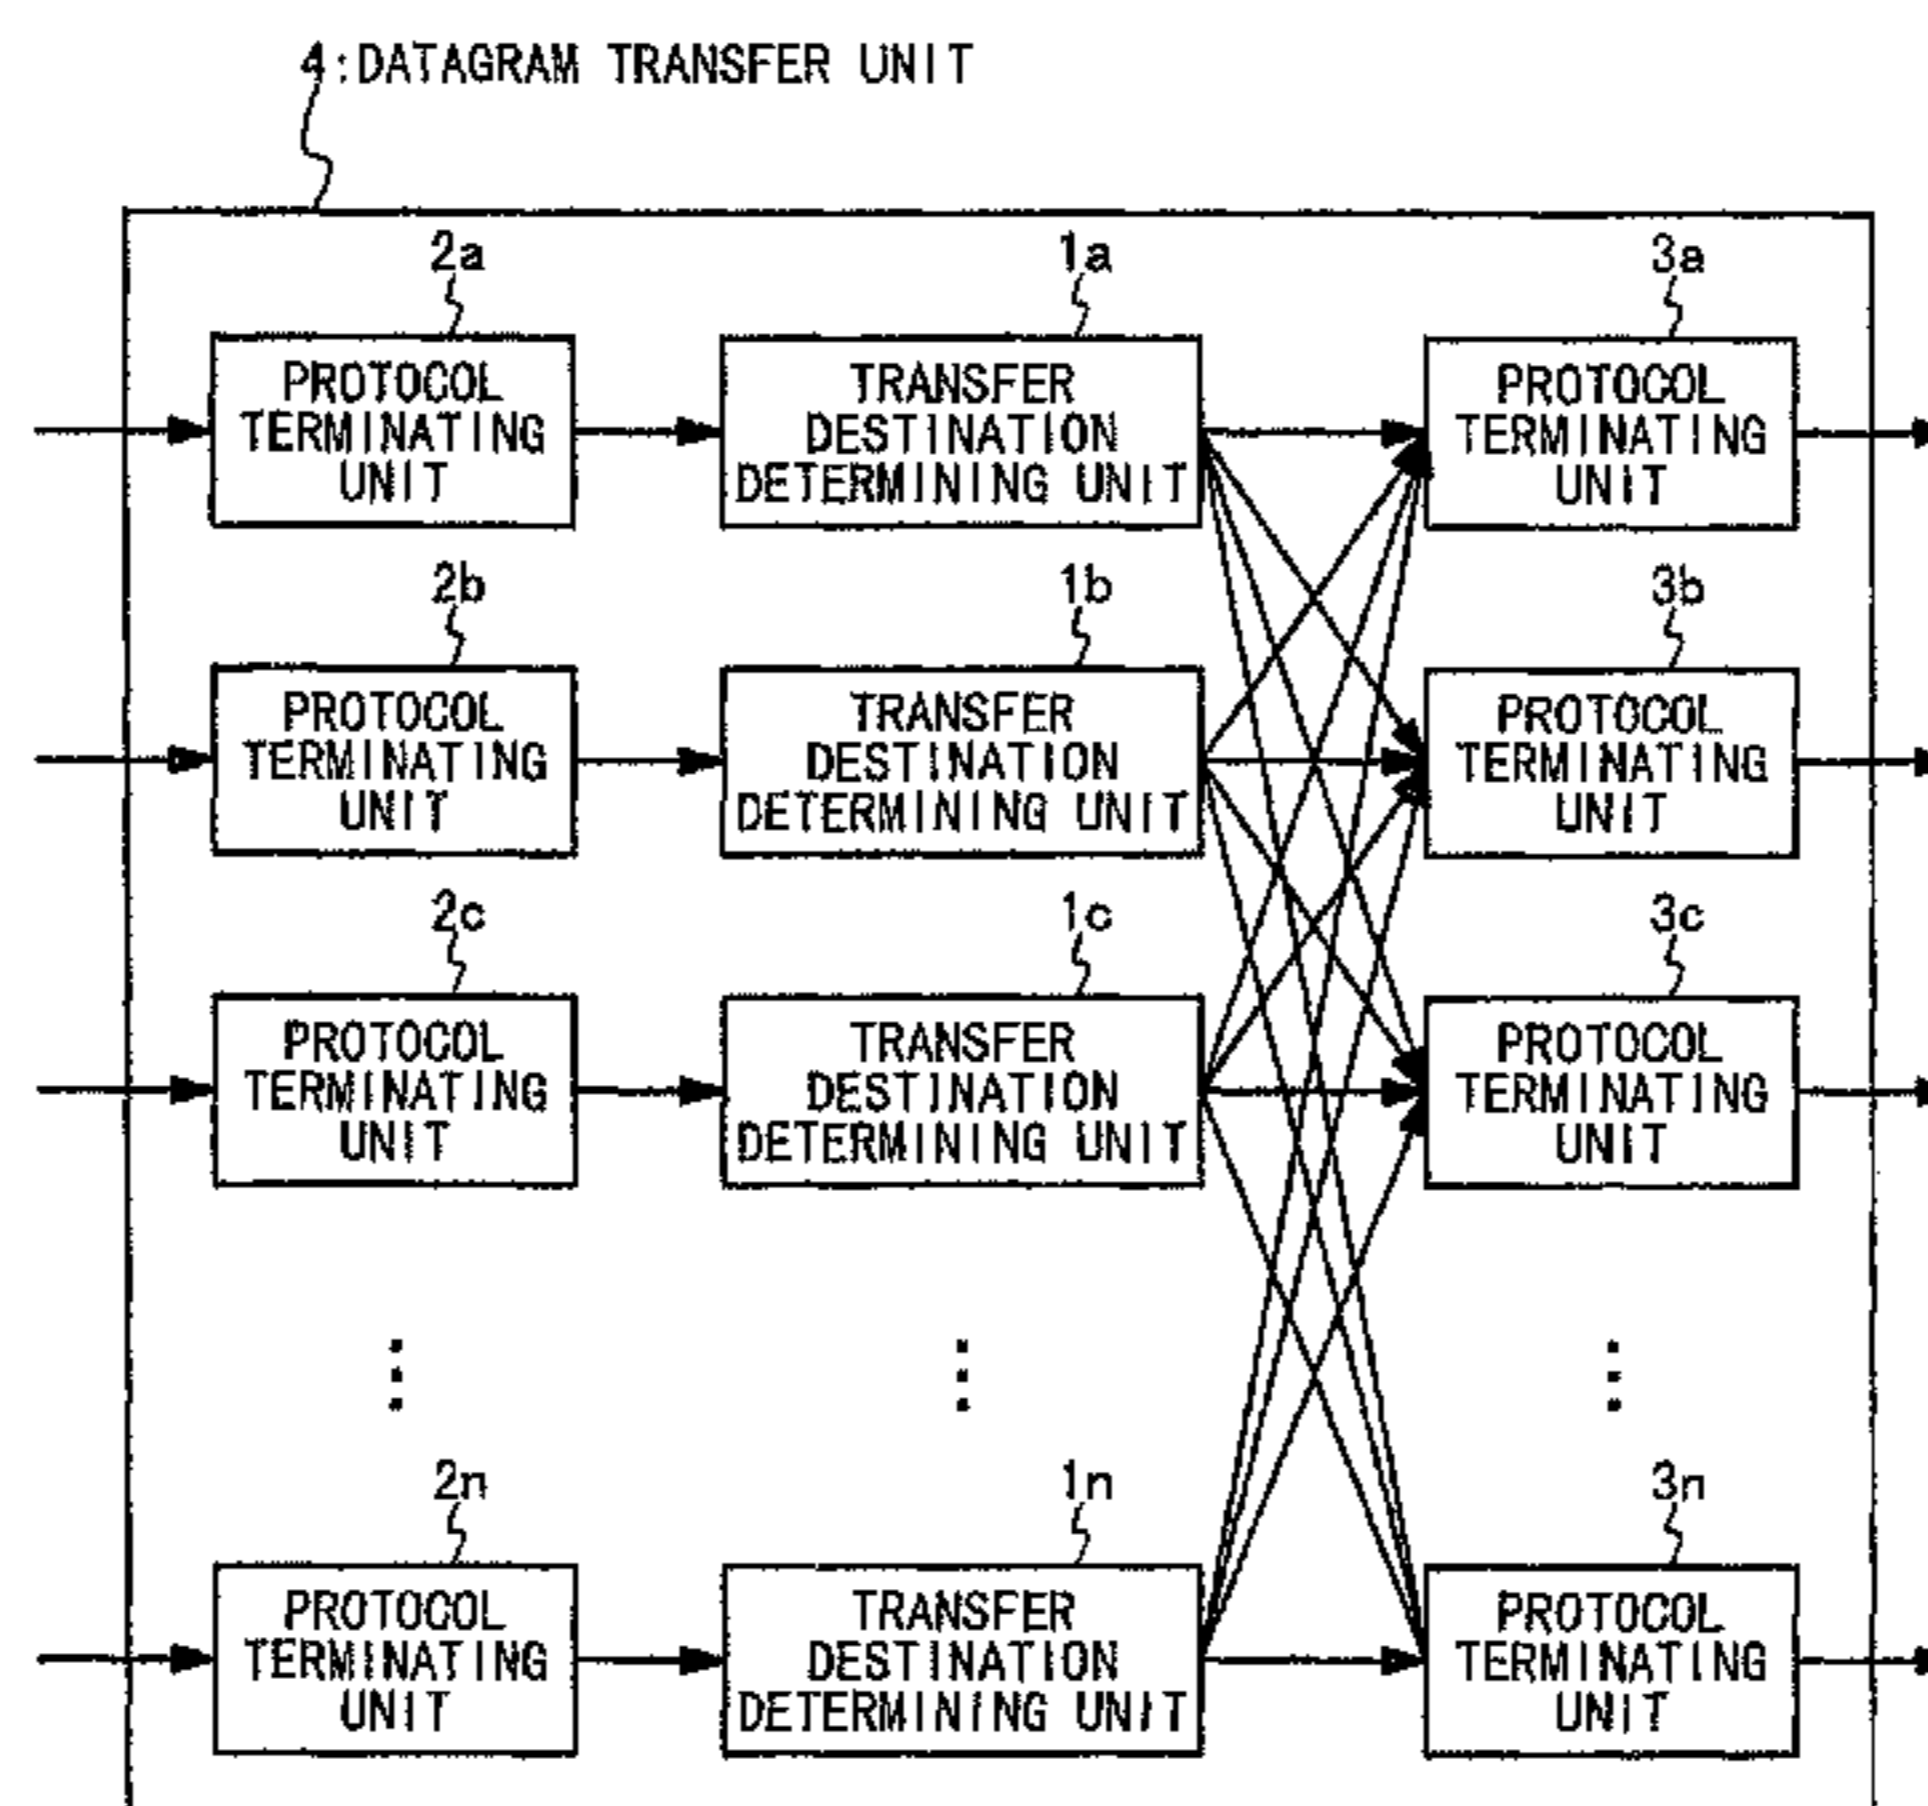 4:DATAGRAM TRANSFER UNIT
2a
1a
3a
PROTOCOL
TERMINATING
UNIT
TRANSFER
DESTINATION
DETERMINING UNIT
PROTOCOL
TERMINATING
UNIT
2b
1b
3b
PROTOCOL
TERMINATING
UNIT
TRANSFER
DESTINATION
DETERMINING UNIT
PROTOCOL
TERMINATING
UNIT
2c
1c
3c
PROTOCOL
TERMINATING
UNIT
TRANSFER
DESTINATION
DETERMINING UNIT
PROTOCOL
TERMINATING
UNIT
2n
1n
3n
PROTOCOL
TERMINATING
UNIT
TRANSFER
DESTINATION
DETERMINING UNIT
PROTOCOL
TERMINATING
UNIT